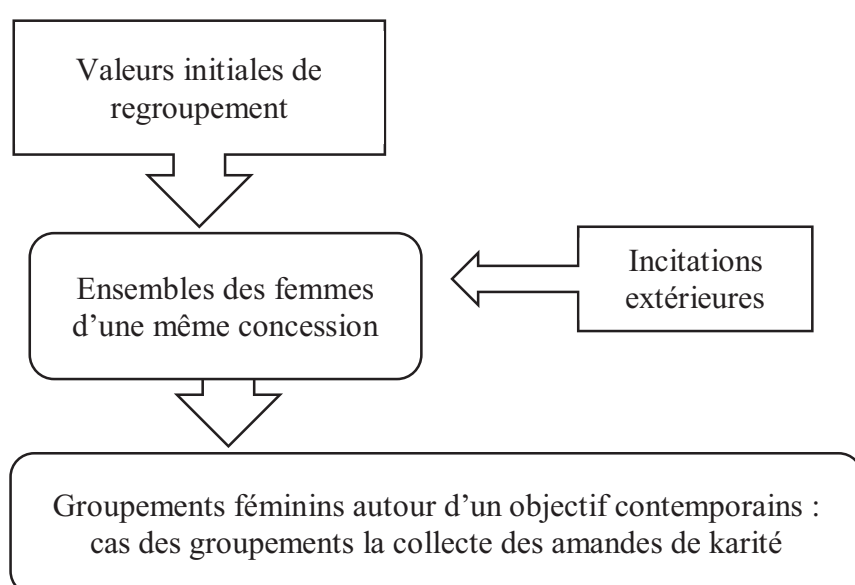 Valeurs initiales de
regroupement
Ensembles des femmes
d’une même concession
Incitations
extérieures
Groupements féminins autour d’un objectif contemporains :
cas des groupements la collecte des amandes de karité